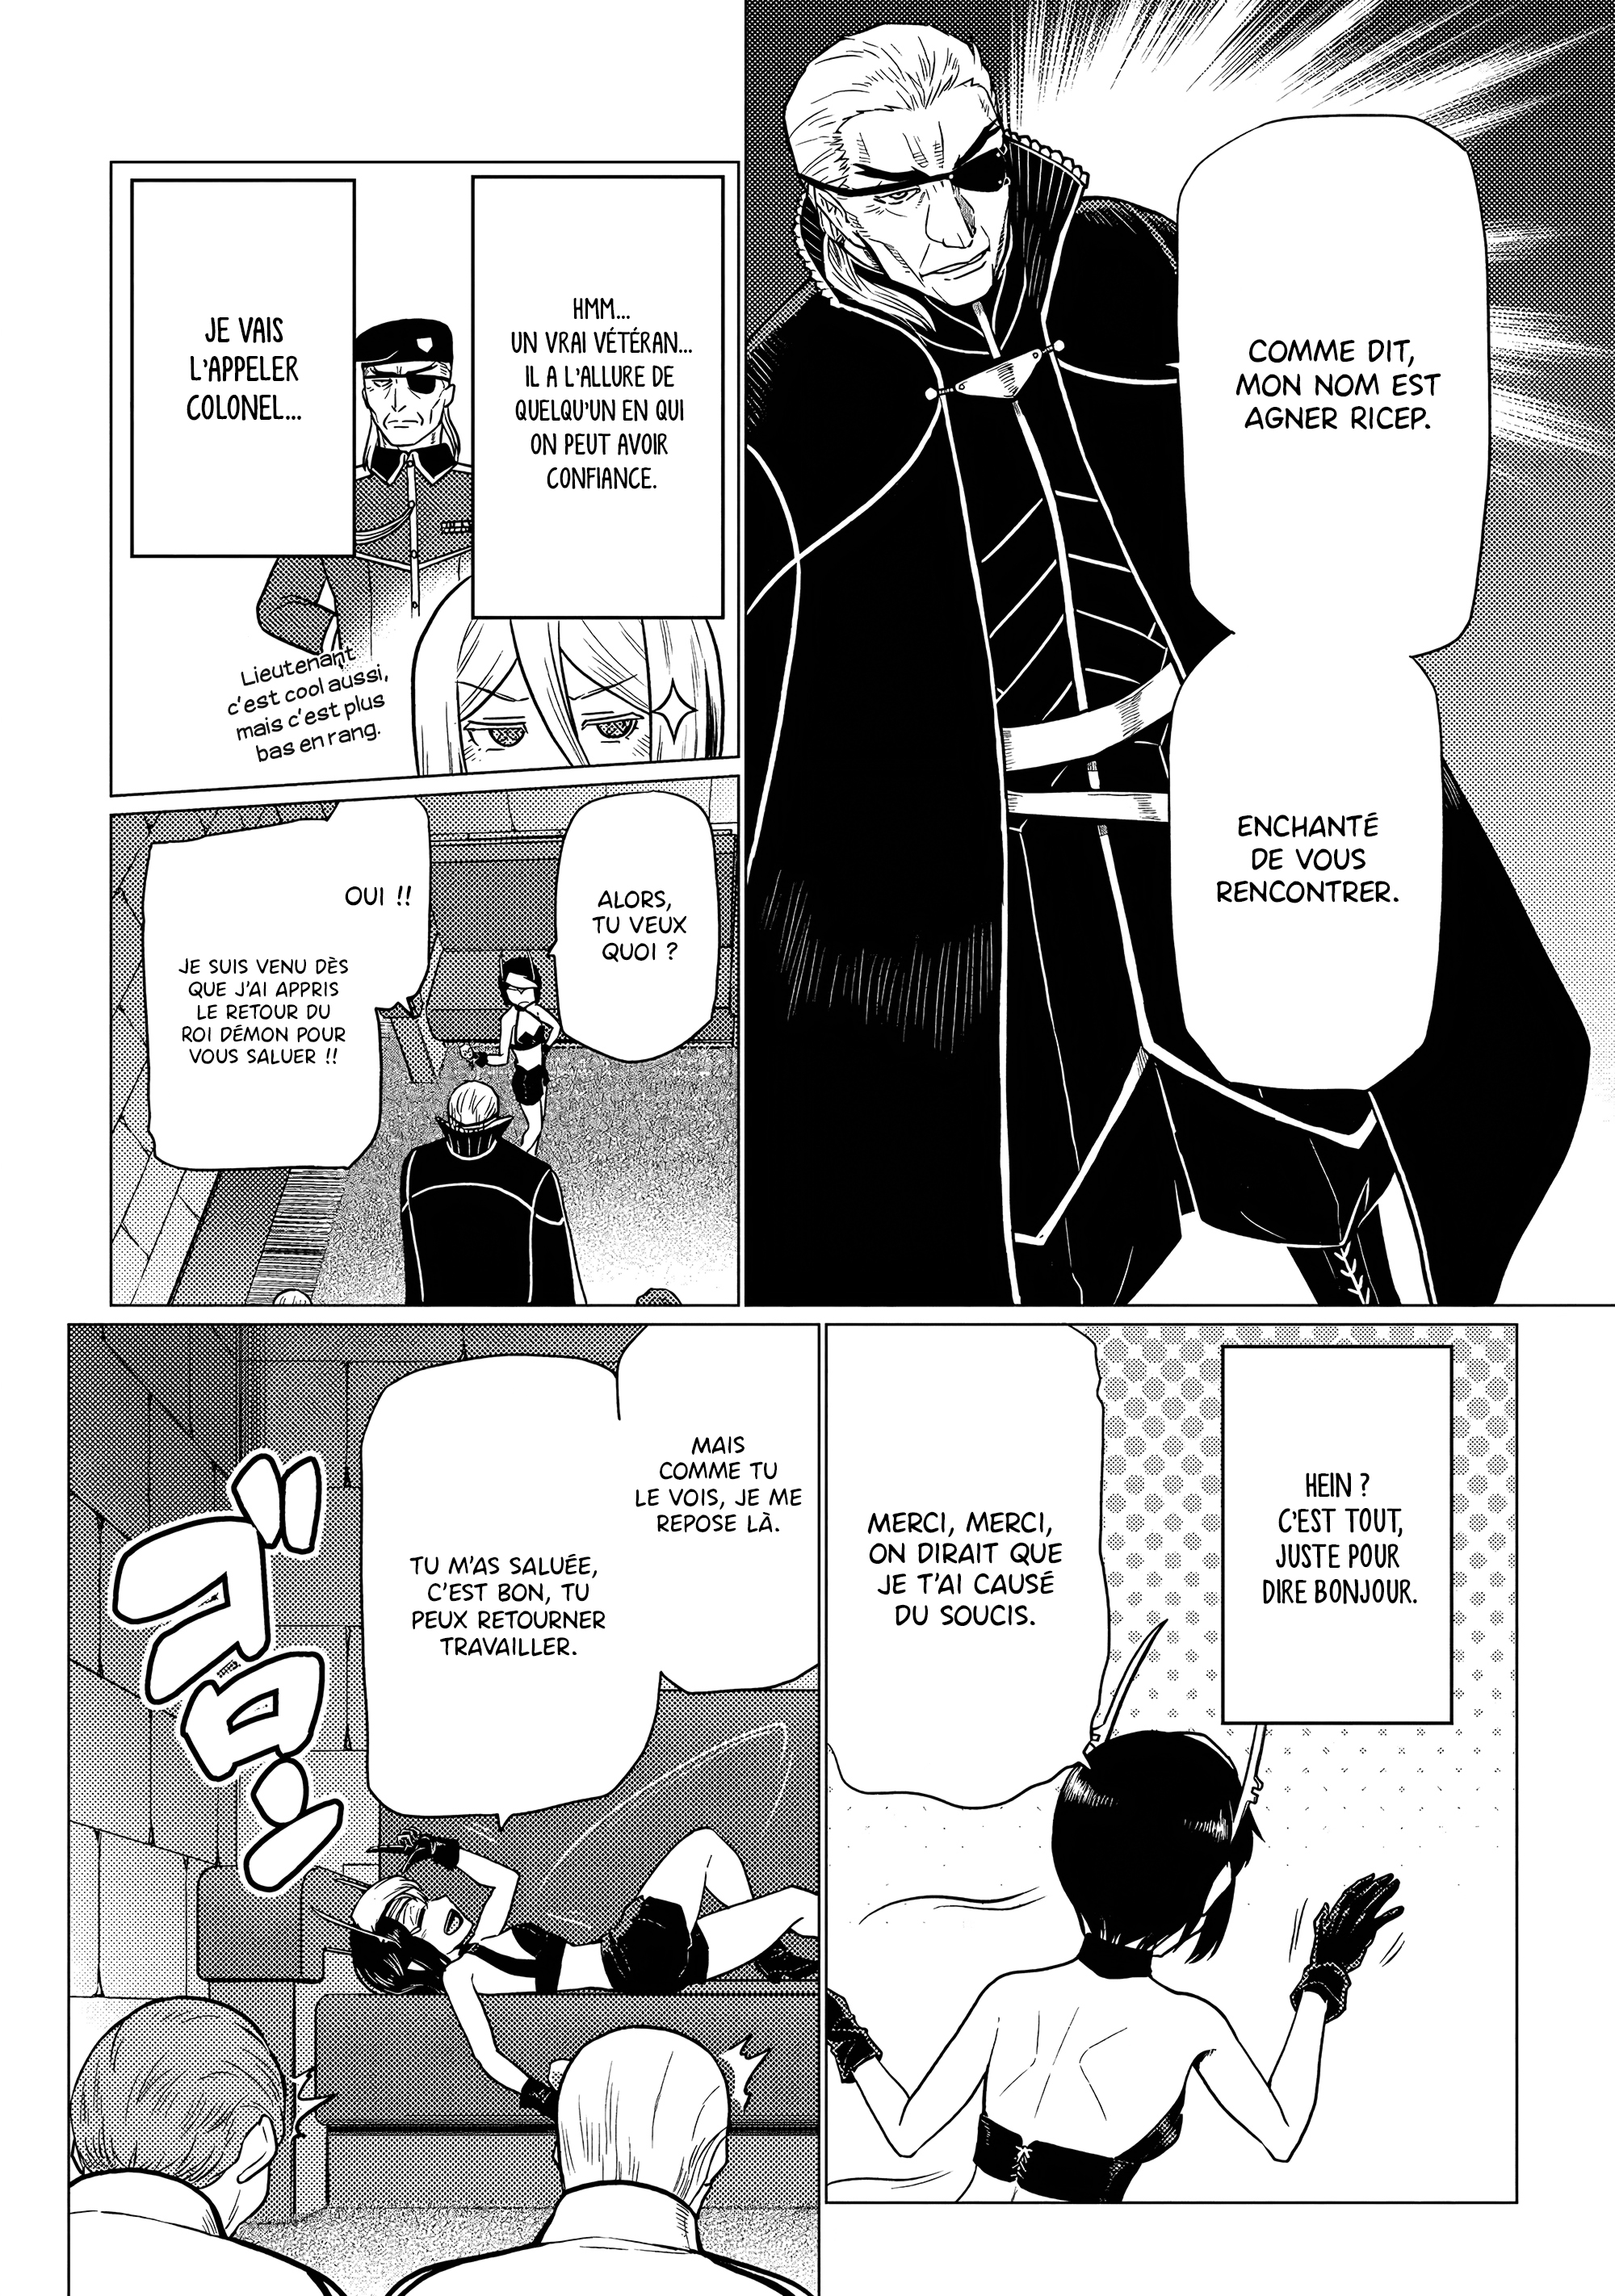 COMME DIT,
MON NOM EST
AGNER RICEP.
ENCHANTÉ
DE VOUS
RENCONTRER.
HMM...
UN VRAI VÉTÉRAN...
IL A L'ALLURE DE
QUELQU'UN EN QUI
ON PEUT AVOIR
CONFIANCE.
JE VAIS
L'APPELER
COLONEL...
Lieutenant
c'est cool aussi,
mais c'est plus
bas en rang.
ALORS,
TU VEUX
QUOI ?
OUI !!
JE SUIS VENU DÈS
QUE J'AI APPRIS
LE RETOUR DU
ROI DÉMON POUR
VOUS SALUER !!
HEIN ?
C'EST TOUT,
JUSTE POUR
DIRE BONJOUR.
MERCI, MERCI,
ON DIRAIT QUE
JE T'AI CAUSÉ
DU SOUCIS.
MAIS
COMME TU
LE VOIS, JE ME
REPOSE LÀ.
TU M'AS SALUÉE,
C'EST BON, TU
PEUX RETOURNER
TRAVAILLER.
ゴロン